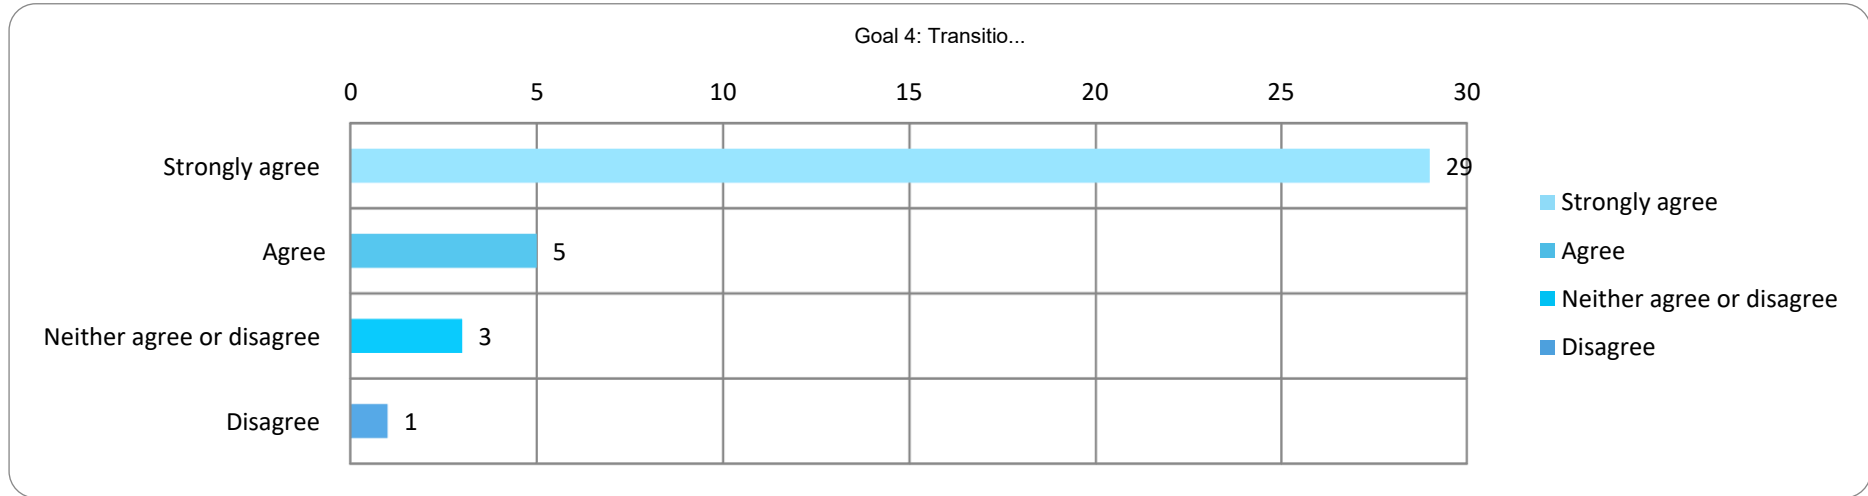 Goal 4: Transitio...
0 5 10 15 20 25 30
Strongly agree 29
Agree 5
Neither agree or disagree 3
Disagree 1
Strongly agree
Agree
Neither agree or disagree
Disagree